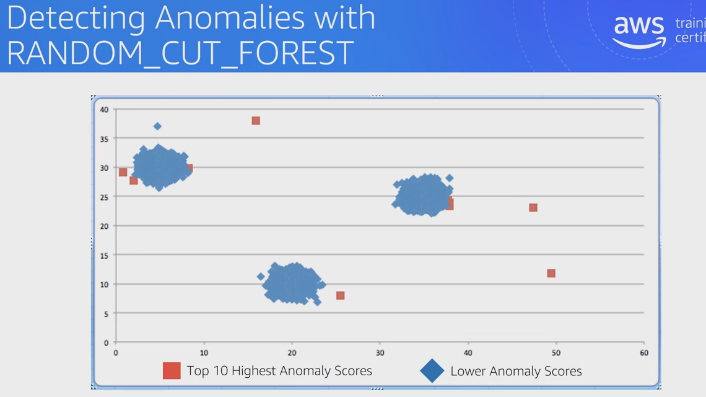 Detecting Anomalies with
RANDOM_CUT_FOREST
aws
40
35
30
25
20
15
10
5
0
0 10 20 30 40 50 60
Top 10 Highest Anomaly Scores Lower Anomaly Scores